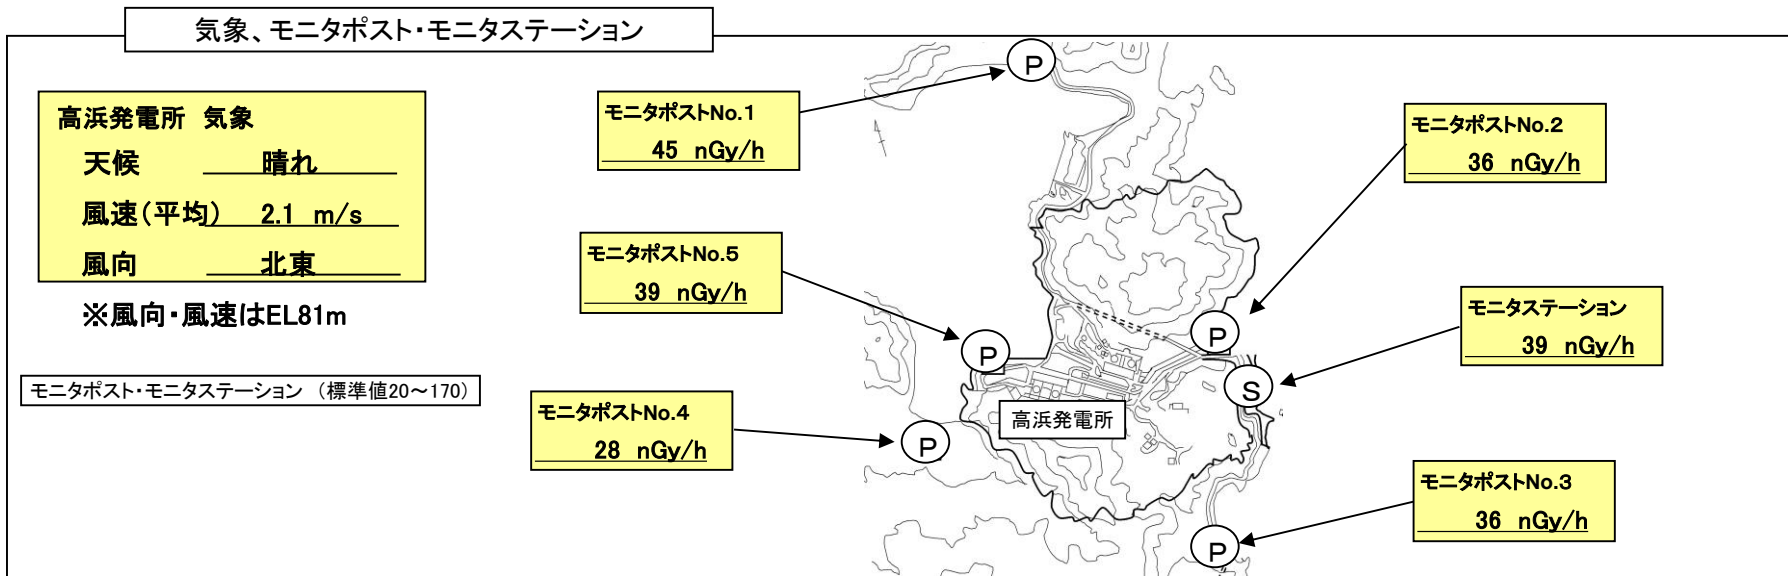 気象、モニタポスト・モニタステーション
高浜発電所 気象
天候 晴れ
風速(平均) 2.1 m/s
風向 北東
※風向・風速はEL81m
モニタポスト・モニタステーション (標準値20~170)
モニタポストNo.1
45 nGy/h
モニタポストNo.5
39 nGy/h
モニタポストNo.4
28 nGy/h
P
P
P
高浜発電所
P
S
P
モニタポストNo.2
36 nGy/h
モニタステーション
39 nGy/h
モニタポストNo.3
36 nGy/h